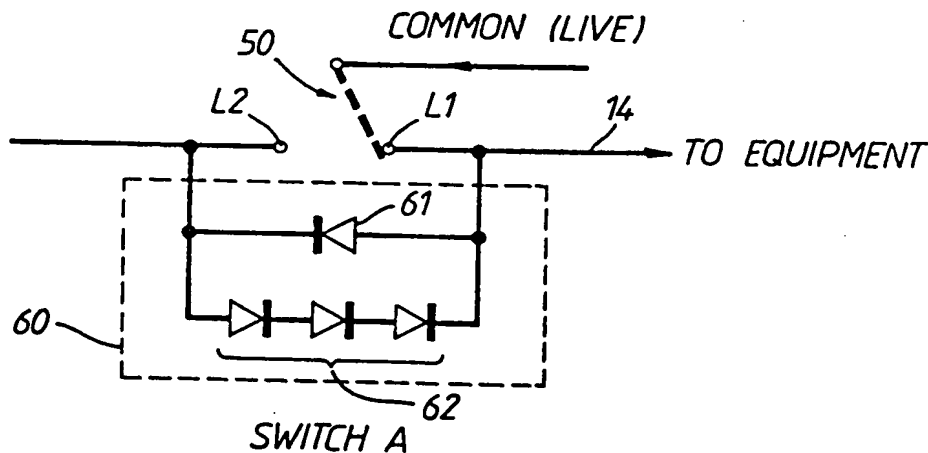 COMMON (LIVE)
50
L2
L1
14
TO EQUIPMENT
61
60
62
SWITCH A